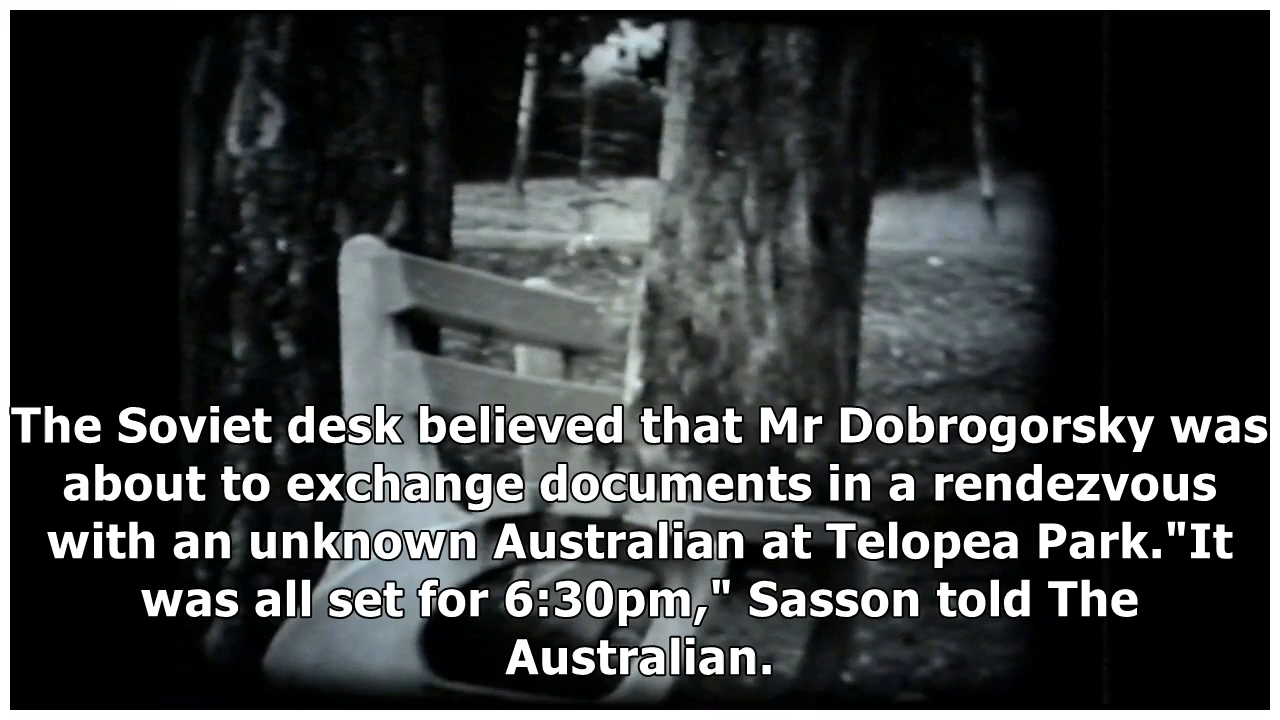 The Soviet desk believed that Mr Dobrogorsky was
about to exchange documents in a rendezvous
with an unknown Australian at Telopea Park."It
was all set for 6:30pm," Sasson told The
Australian.